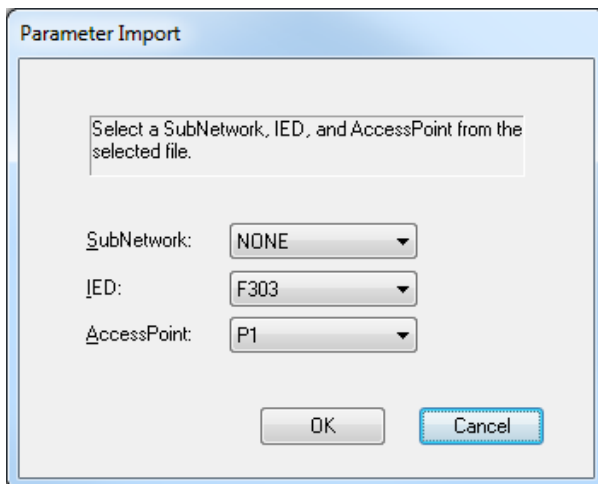 Parameter Import
Select a SubNetwork, IED, and AccessPoint from the
selected file.
SubNetwork: NONE
IED: F303
AccessPoint: P1
OK Cancel